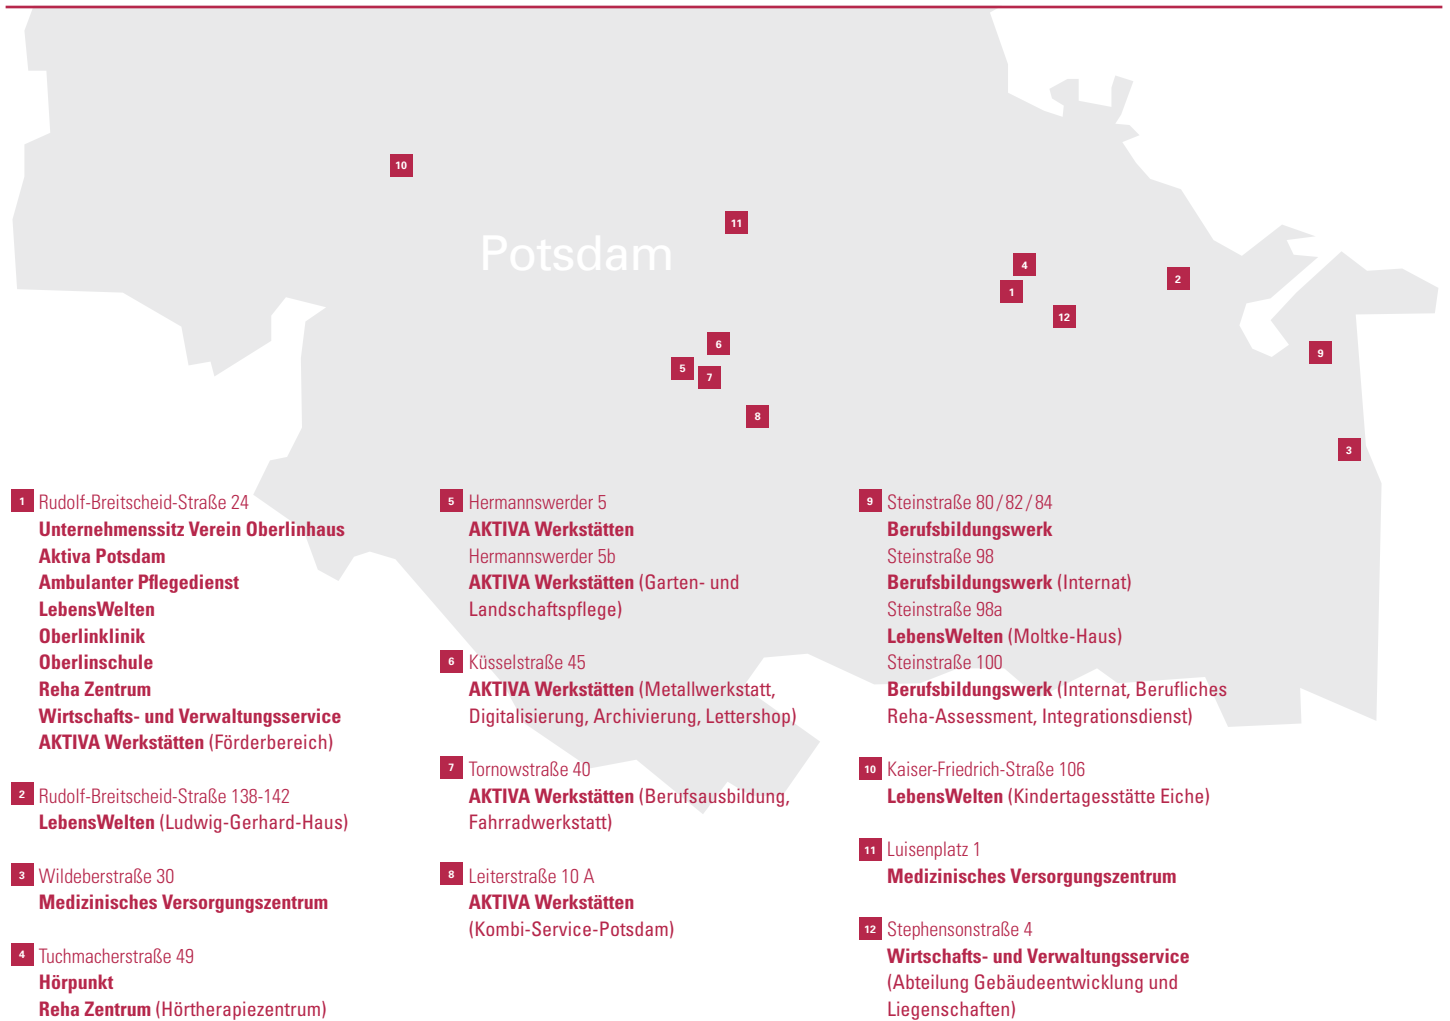 10
11
Potsdam
4
2
1
12
6
9
5
7
8
3
1 Rudolf-Breitscheid-Straße 24
Unternehmenssitz Verein Oberlinhaus
Aktiva Potsdam
Ambulanter Pflegedienst
LebensWelten
Oberlinklinik
Oberlinschule
Reha Zentrum
Wirtschafts- und Verwaltungsservice
AKTIVA Werkstätten (Förderbereich)
2 Rudolf-Breitscheid-Straße 138-142
LebensWelten (Ludwig-Gerhard-Haus)
3 Wildeberstraße 30
Medizinisches Versorgungszentrum
4 Tuchmacherstraße 49
Hörpunkt
Reha Zentrum (Hörtherapiezentrum)
5 Hermannswerder 5
AKTIVA Werkstätten
Hermannswerder 5b
AKTIVA Werkstätten (Garten- und
Landschaftspflege)
6 Küsselstraße 45
AKTIVA Werkstätten (Metallwerkstatt,
Digitalisierung, Archivierung, Lettershop)
7 Tornowstraße 40
AKTIVA Werkstätten (Berufsausbildung,
Fahrradwerkstatt)
8 Leiterstraße 10 A
AKTIVA Werkstätten
(Kombi-Service-Potsdam)
9 Steinstraße 80/82/84
Berufsbildungswerk
Steinstraße 98
Berufsbildungswerk (Internat)
Steinstraße 98a
LebensWelten (Moltke-Haus)
Steinstraße 100
Berufsbildungswerk (Internat, Berufliches
Reha-Assessment, Integrationsdienst)
10 Kaiser-Friedrich-Straße 106
LebensWelten (Kindertagesstätte Eiche)
11 Luisenplatz 1
Medizinisches Versorgungszentrum
12 Stephensonstraße 4
Wirtschafts- und Verwaltungsservice
(Abteilung Gebäudeentwicklung und
Liegenschaften)